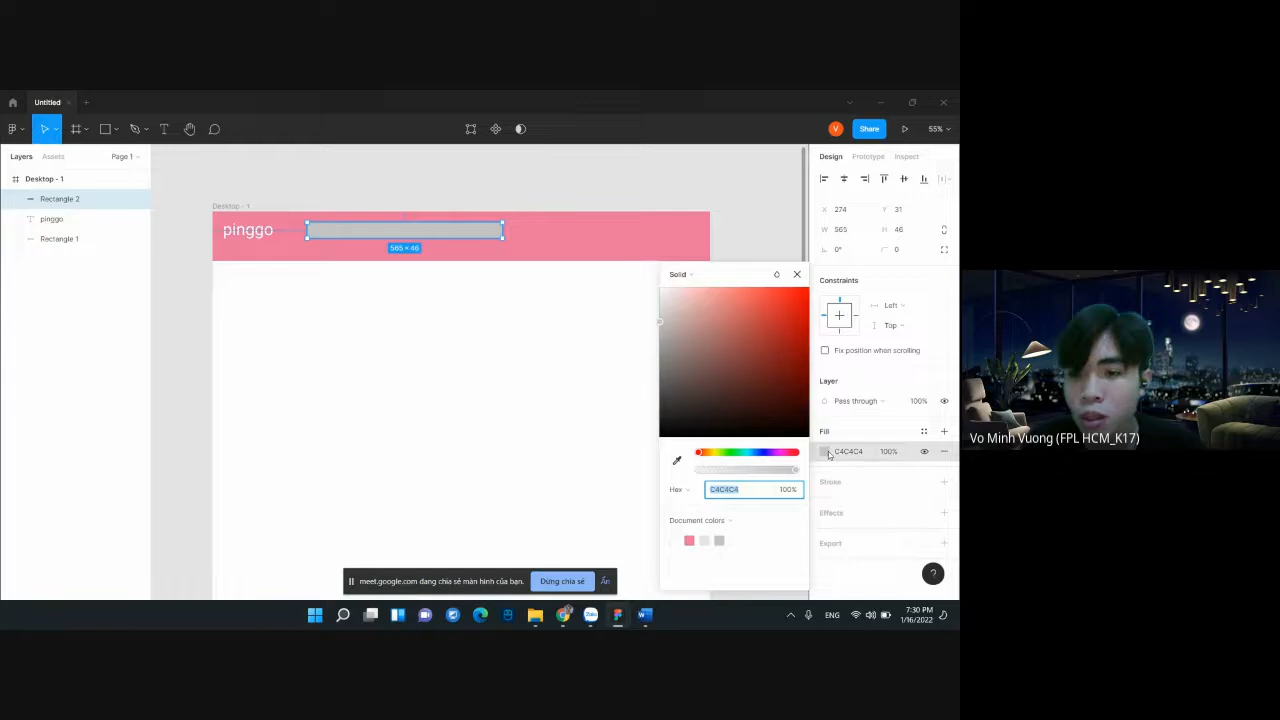 Untitled
Share
55%
Layers
Assets
Page 1
Design
Prototype
Inspect
Desktop - 1
Rectangle 2
pinggo
Rectangle 1
Desktop - 1
pinggo
565 × 46
X 274
Y 31
W 565
H 46
0°
0
Constraints
Left
Top
Fix position when scrolling
Layer
Pass through
100%
Fill
C4C4C4
100%
Stroke
Effects
Export
Solid
Hex
C4C4C4
100%
Document colors
meet.google.com đang chia sẻ màn hình của bạn.
Dừng chia sẻ
Ẩn
?
ENG
7:30 PM
1/16/2022
Vo Minh Vuong (FPL HCM_K17)